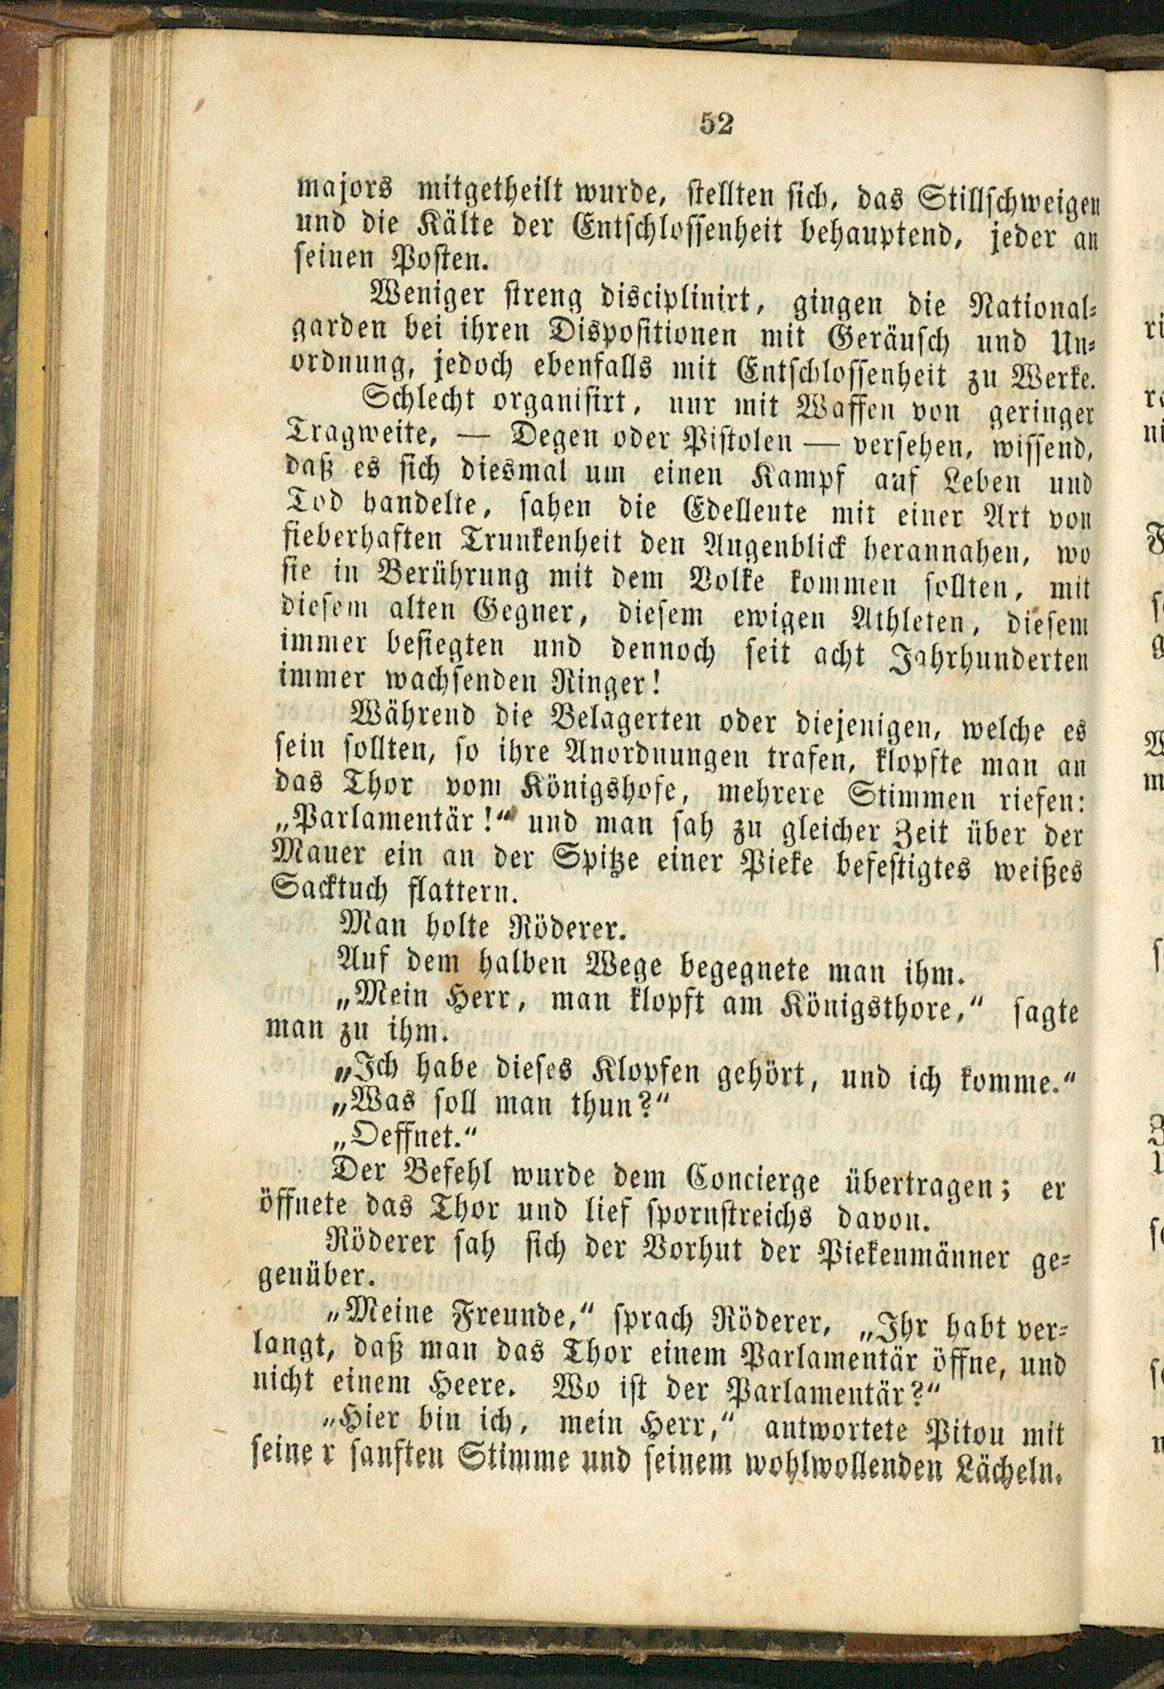 52
majors mitgetheilt wurde, stellten sich, das Stillschweigen
und die Kälte der Entschlossenheit behauptend, jeder an
seinen Posten.
Weniger streng disciplinirt, gingen die National-
garden bei ihren Dispositionen mit Geräusch und Un-
ordnung, jedoch ebenfalls mit Entschlossenheit zu Werke.
Schlecht organisirt, nur mit Waffen von geringer
Tragweite, — Degen oder Pistolen — versehen, wissend,
daß es sich diesmal um einen Kampf auf Leben und
Tod handelte, sahen die Edelleute mit einer Art von
fieberhaften Trunkenheit den Augenblick herannahen, wo
sie in Berührung mit dem Volke kommen sollten, mit
diesem alten Gegner, diesem ewigen Athleten, diesem
immer besiegten und dennoch seit acht Jahrhunderten
immer wachsenden Ringer!
Während die Belagerten oder diejenigen, welche es
sein sollten, so ihre Anordnungen trafen, klopfte man an
das Thor vom Königshofe, mehrere Stimmen riefen:
„Parlamentär!“ und man sah zu gleicher Zeit über der
Mauer ein an der Spitze einer Pieke befestigtes weißes
Sacktuch flattern.
Man holte Röderer.
Auf dem halben Wege begegnete man ihm.
„Mein Herr, man klopft am Königsthore,“ sagte
man zu ihm.
„Ich habe dieses Klopfen gehört, und ich komme.“
„Was soll man thun?“
„Oeffnet.“
Der Befehl wurde dem Concierge übertragen; er
öffnete das Thor und lief spornstreichs davon.
Röderer sah sich der Vorhut der Piekenmänner ge-
genüber.
„Meine Freunde,“ sprach Röderer, „Ihr habt ver-
langt, daß man das Thor einem Parlamentär öffne, und
nicht einem Heere. Wo ist der Parlamentär?“
„Hier bin ich, mein Herr,“ antwortete Pitou mit
seiner sanften Stimme und seinem wohlwollenden Lächeln.